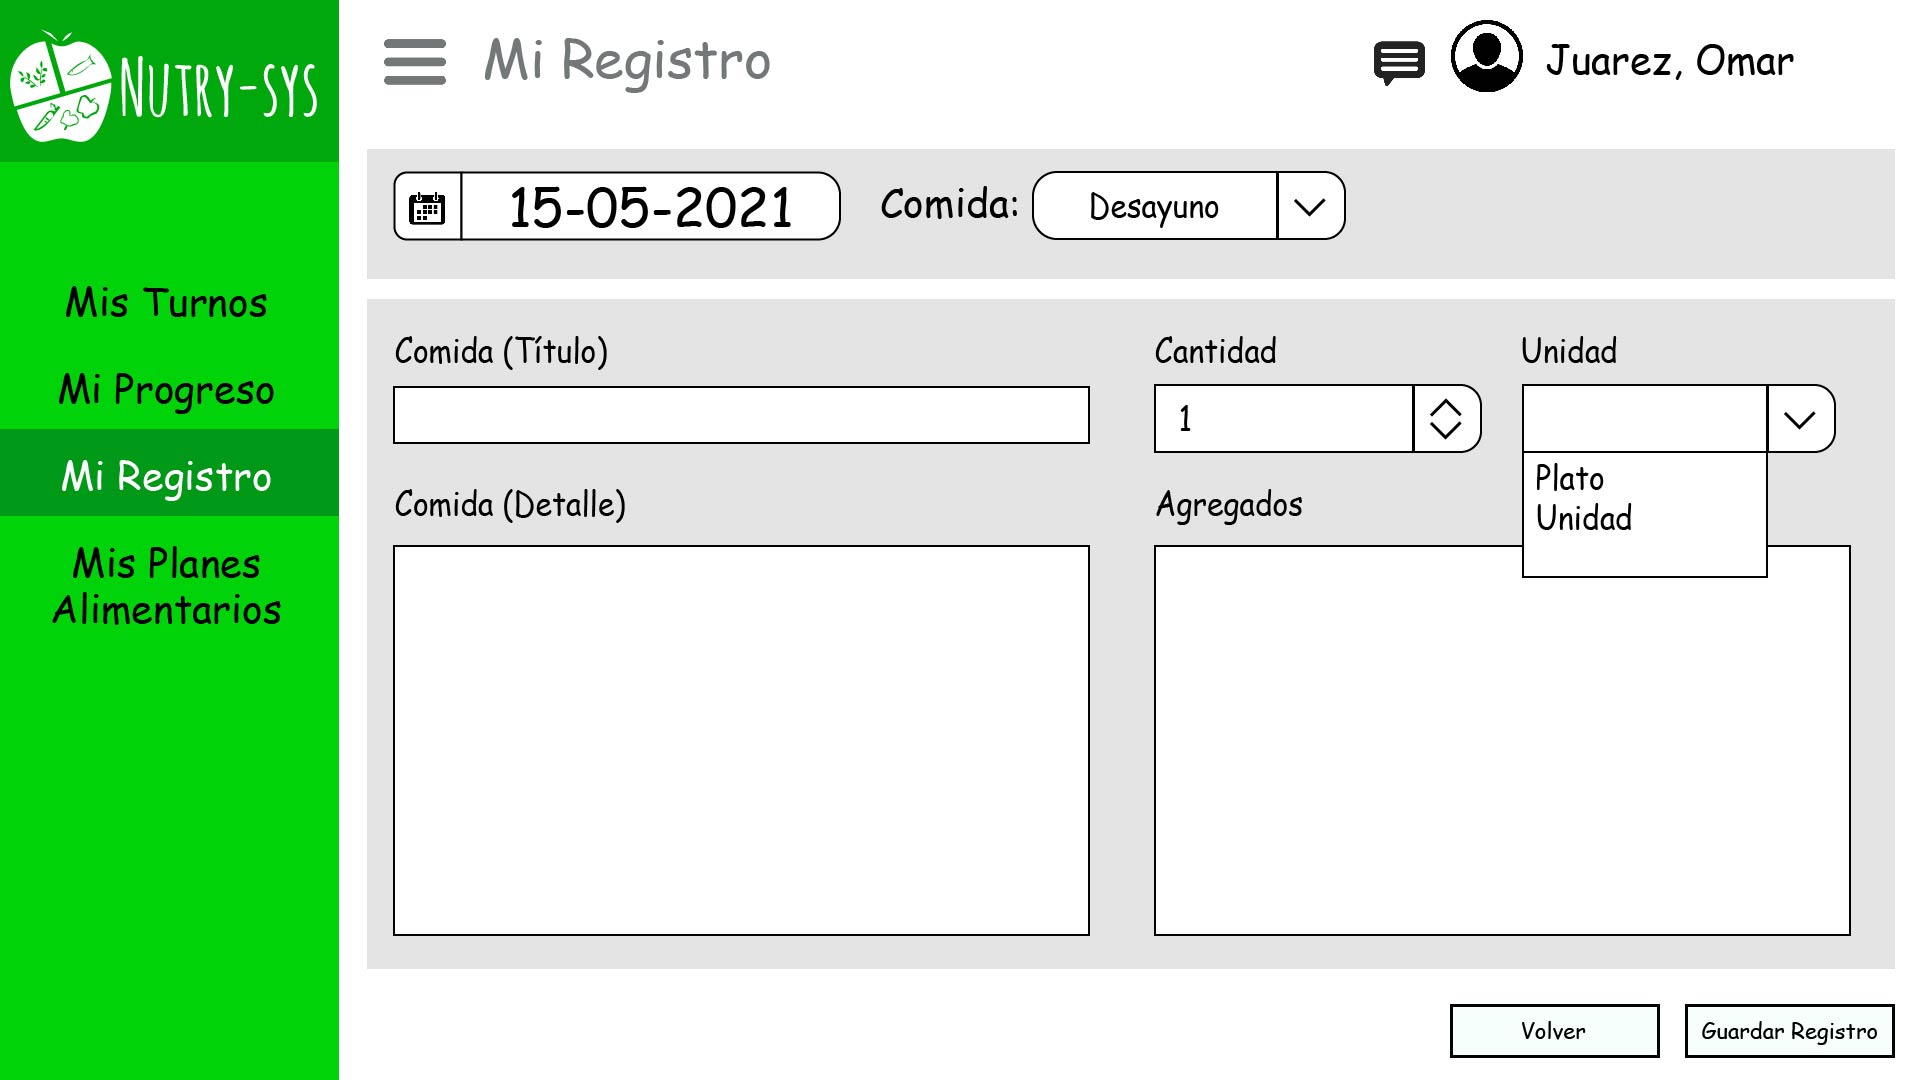 NUTRY-SYS
Mi Registro
Juarez, Omar
15-05-2021
Comida:
Desayuno
Mis Turnos
Mi Progreso
Mi Registro
Mis Planes
Alimentarios
Comida (Título)
Cantidad
Unidad
1
Plato
Unidad
Comida (Detalle)
Agregados
Volver
Guardar Registro